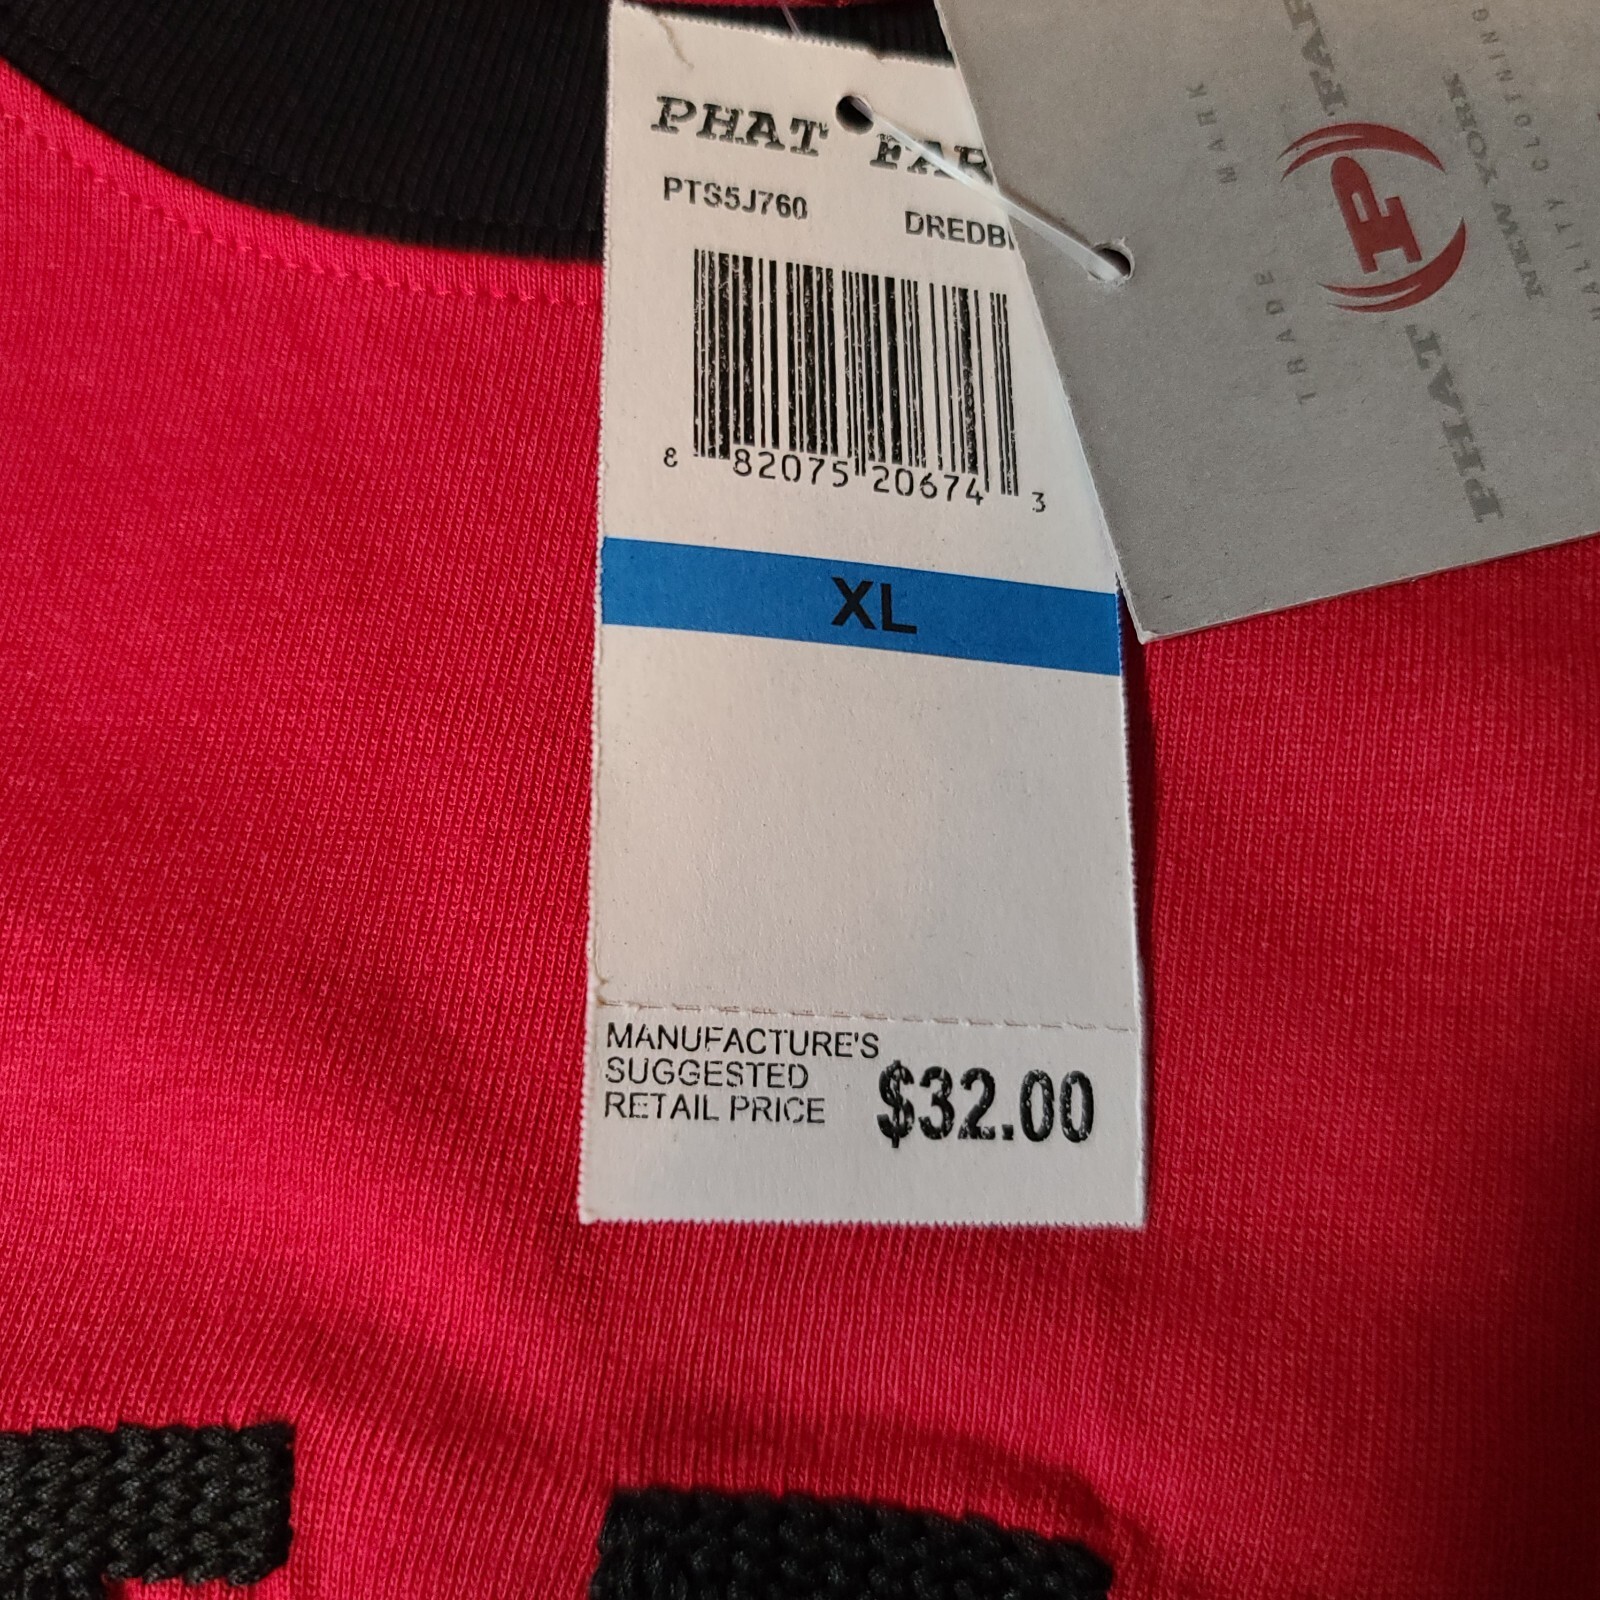 PHAT FAR
PTS5J760 DREDB
8 82075 20674 3
XL
MANUFACTURE'S
SUGGESTED
RETAIL PRICE $32.00
PHAT FAR
P
NEW YORK
TRADE MARK